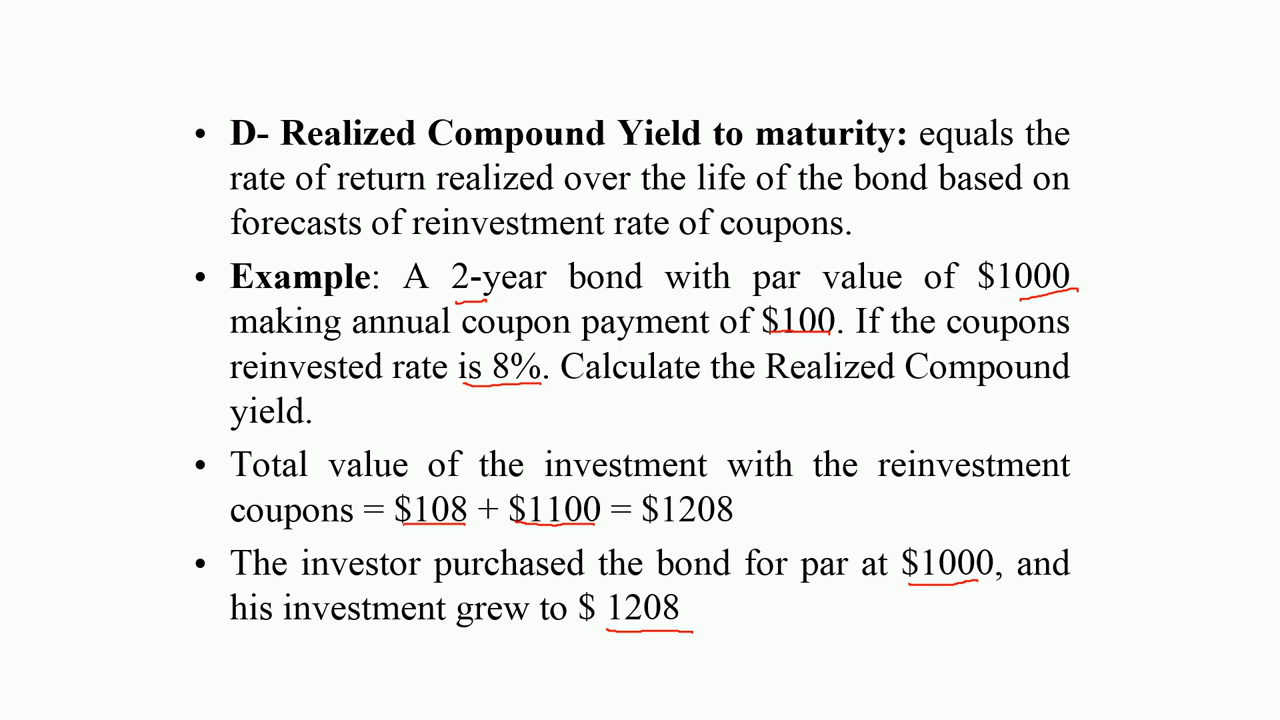 • D- Realized Compound Yield to maturity: equals the
rate of return realized over the life of the bond based on
forecasts of reinvestment rate of coupons.
• Example: A 2-year bond with par value of $1000
making annual coupon payment of $100. If the coupons
reinvested rate is 8%. Calculate the Realized Compound
yield.
• Total value of the investment with the reinvestment
coupons = $108 + $1100 = $1208
• The investor purchased the bond for par at $1000, and
his investment grew to $ 1208